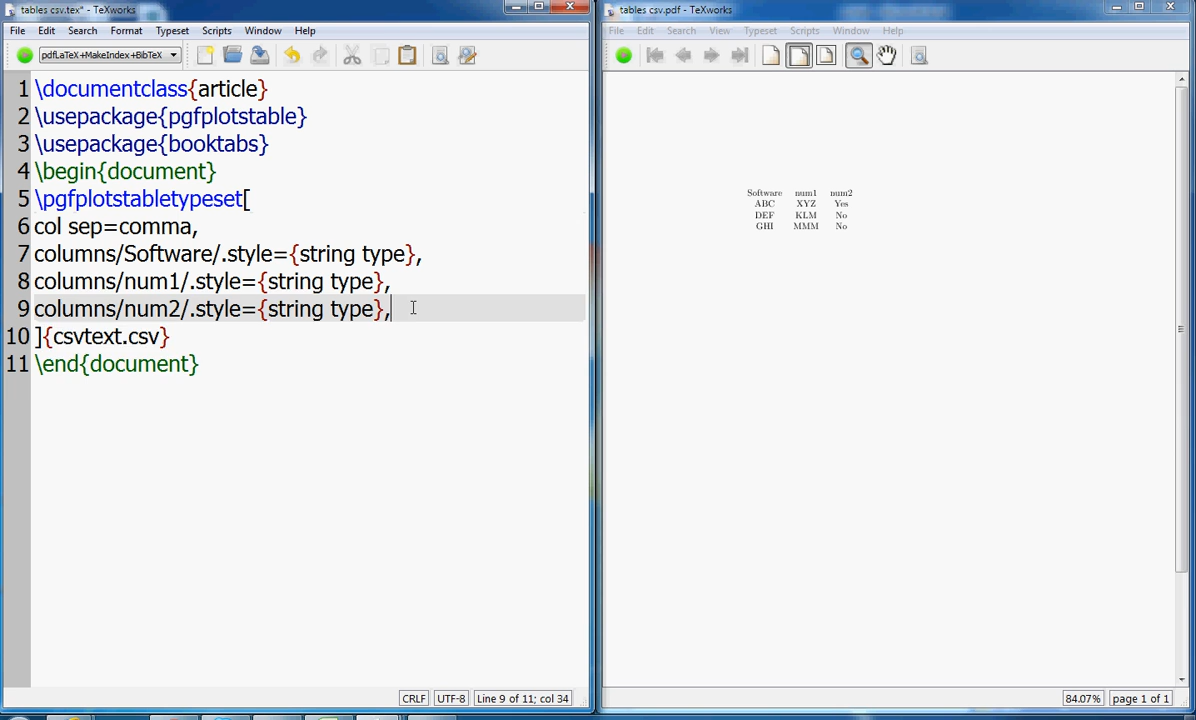 tables csv.tex* - TeXworks
File Edit Search Format Typeset Scripts Window Help
pdfLaTeX+MakeIndex+BibTeX
1 \documentclass{article}
2 \usepackage{pgfplotstable}
3 \usepackage{booktabs}
4 \begin{document}
5 \pgfplotstabletypeset[
6 col sep=comma,
7 columns/Software/.style={string type},
8 columns/num1/.style={string type},
9 columns/num2/.style={string type},
10 ]{csvtext.csv}
11 \end{document}
CRLF UTF-8 Line 9 of 11; col 34
tables csv.pdf - TeXworks
File Edit Search View Typeset Scripts Window Help
Software num1 num2
ABC XYZ Yes
DEF KLM No
GHI MMM No
84.07% page 1 of 1